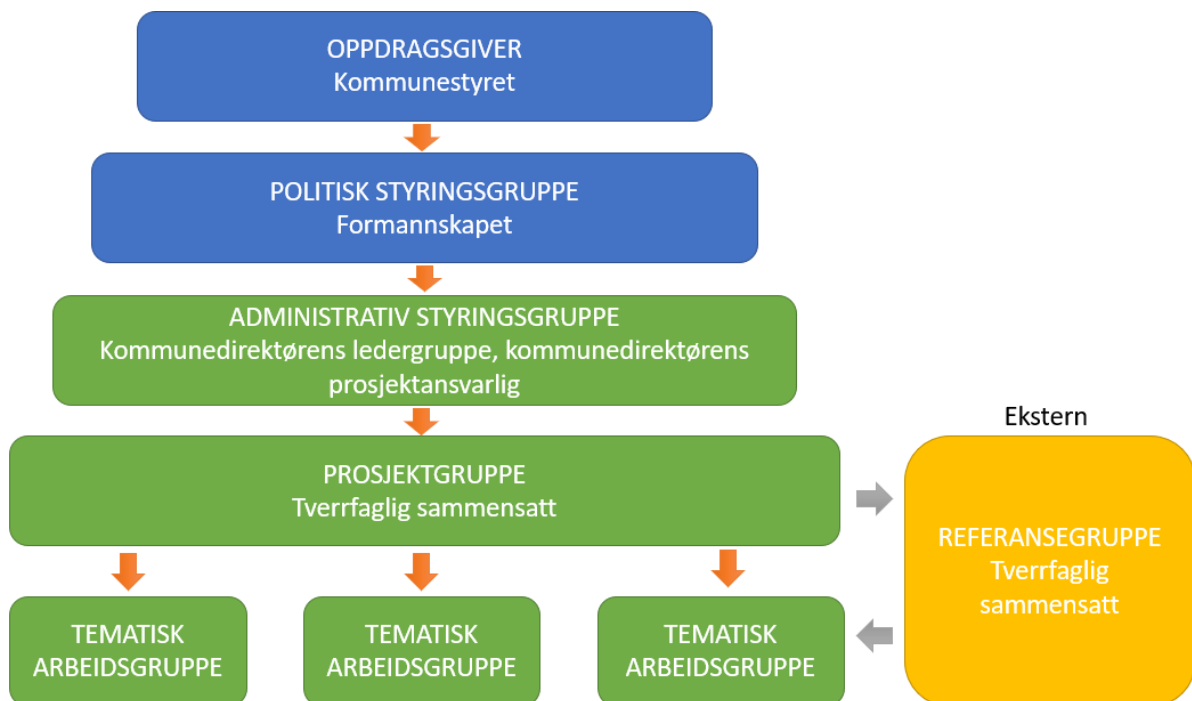 OPPDRAGSGIVER
Kommunestyret
POLITISK STYRINGSGRUPPE
Formannskapet
ADMINISTRATIV STYRINGSGRUPPE
Kommunedirektørens ledergruppe, kommunedirektørens
prosjektansvarlig
PROSJEKTGRUPPE
Tverrfaglig sammensatt
Ekstern
REFERANSEGRUPPE
Tverrfaglig
sammensatt
TEMATISK
ARBEIDSGRUPPE
TEMATISK
ARBEIDSGRUPPE
TEMATISK
ARBEIDSGRUPPE